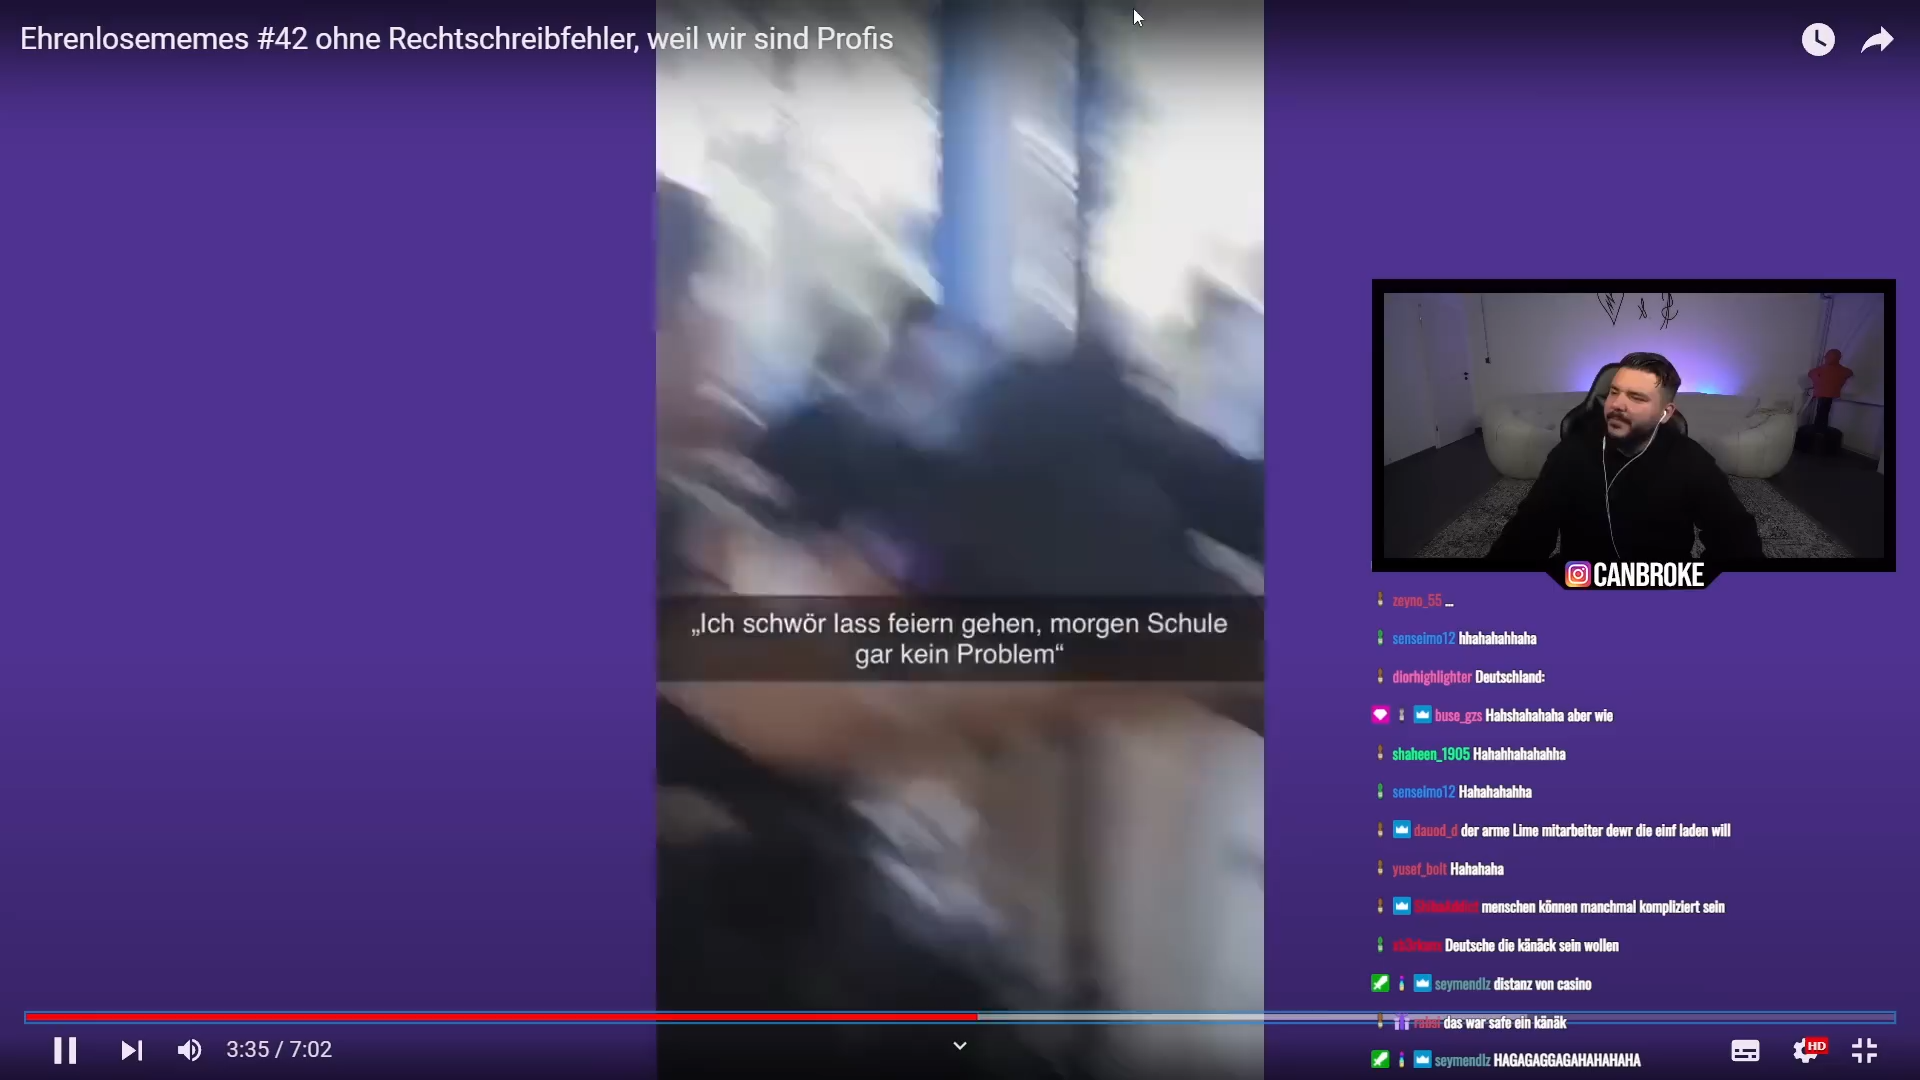 Ehrenlosememes #42 ohne Rechtschreibfehler, weil wir sind Profis
„Ich schwör lass feiern gehen, morgen Schule
gar kein Problem“
CANBROKE
zeyno_55 ...
senseimo12 hhahahahhaha
diorhighlighter Deutschland:
buse_gzs Hahshahahaha aber wie
shaheen_1905 Hahahhahahahha
senseimo12 Hahahahahha
dauod_d der arme Lime mitarbeiter dewr die einf laden will
yusef_bolt Hahahaha
menschen können manchmal kompliziert sein
Deutsche die känäck sein wollen
seymendlz distanz von casino
das war safe ein känäk
seymendlz HAGAGAGGAGAHAHAHAHA
3:35 / 7:02
HD